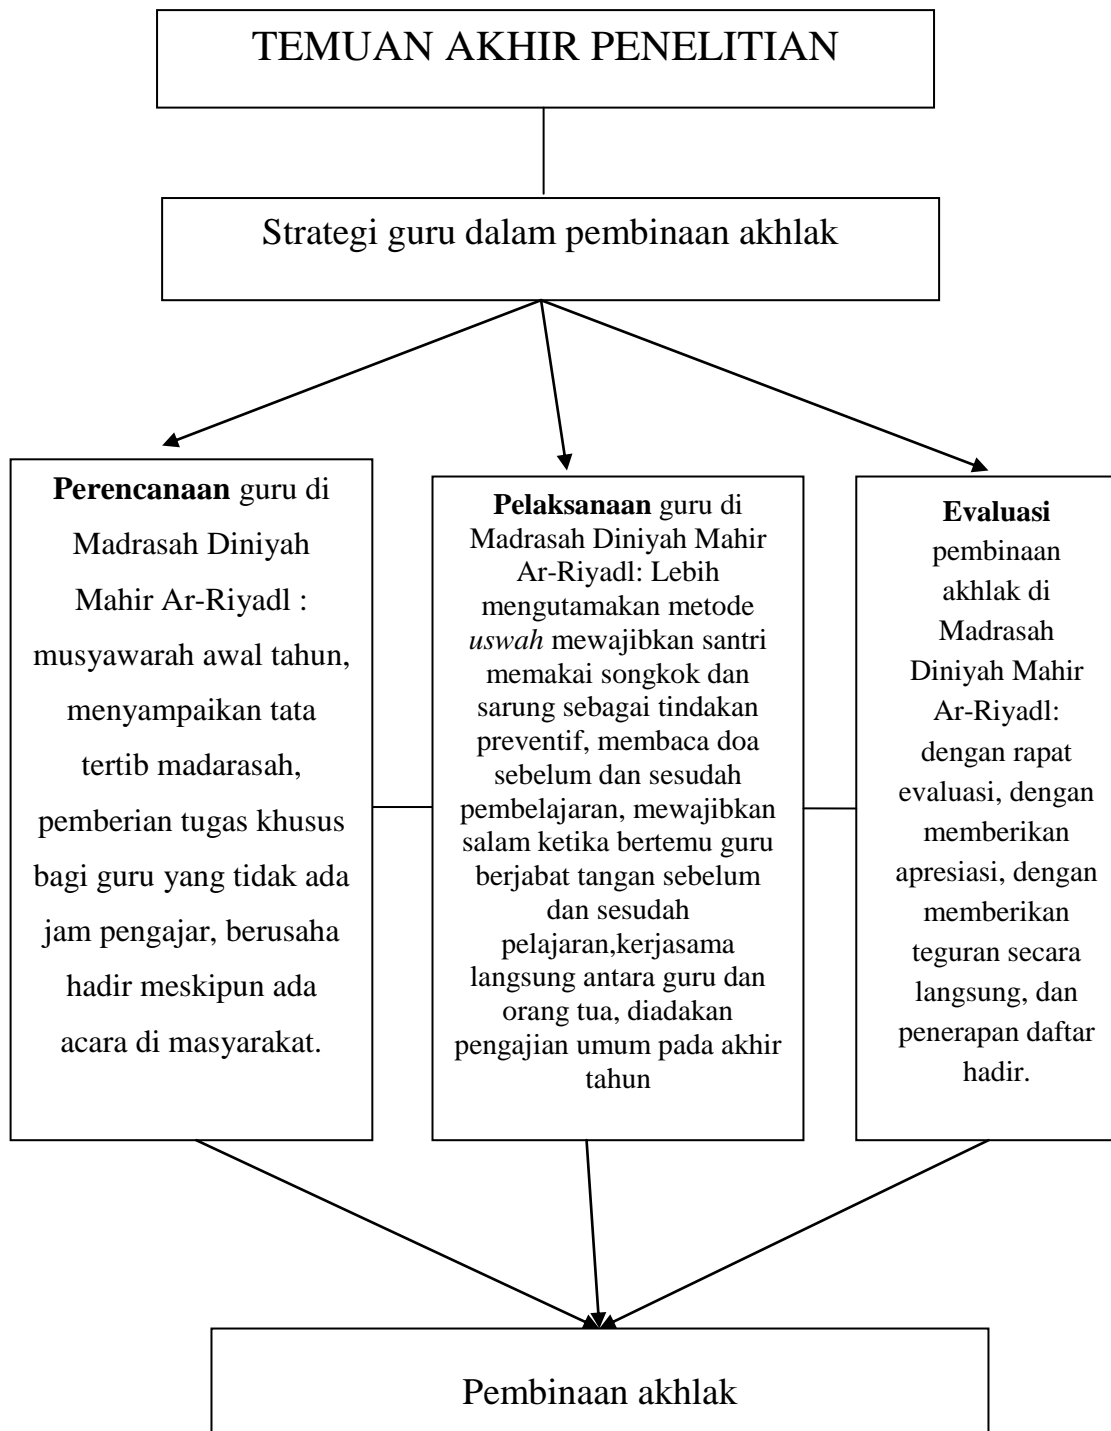 TEMUAN AKHIR PENELITIAN
Strategi guru dalam pembinaan akhlak
Perencanaan guru di
Madrasah Diniyah
Mahir Ar-Riyadl :
musyawarah awal tahun,
menyampaikan tata
tertib madarasah,
pemberian tugas khusus
bagi guru yang tidak ada
jam pengajar, berusaha
hadir meskipun ada
acara di masyarakat.
Pelaksanaan guru di
Madrasah Diniyah Mahir
Ar-Riyadl: Lebih
mengutamakan metode
uswah mewajibkan santri
memakai songkok dan
sarung sebagai tindakan
preventif, membaca doa
sebelum dan sesudah
pembelajaran, mewajibkan
salam ketika bertemu guru
berjabat tangan sebelum
dan sesudah
pelajaran,kerjasama
langsung antara guru dan
orang tua, diadakan
pengajian umum pada akhir
tahun
Evaluasi
pembinaan
akhlak di
Madrasah
Diniyah Mahir
Ar-Riyadl:
dengan rapat
evaluasi, dengan
memberikan
apresiasi, dengan
memberikan
teguran secara
langsung, dan
penerapan daftar
hadir.
Pembinaan akhlak